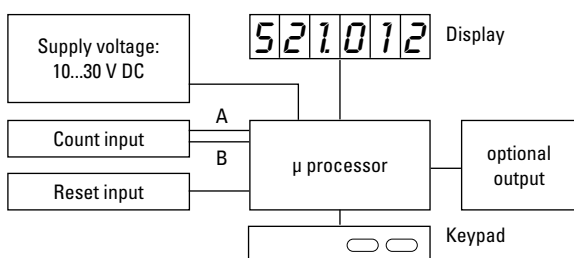 Supply voltage:
10...30 V DC
521.012
Display
A
Count input
B
Reset input
µ processor
optional
output
Keypad